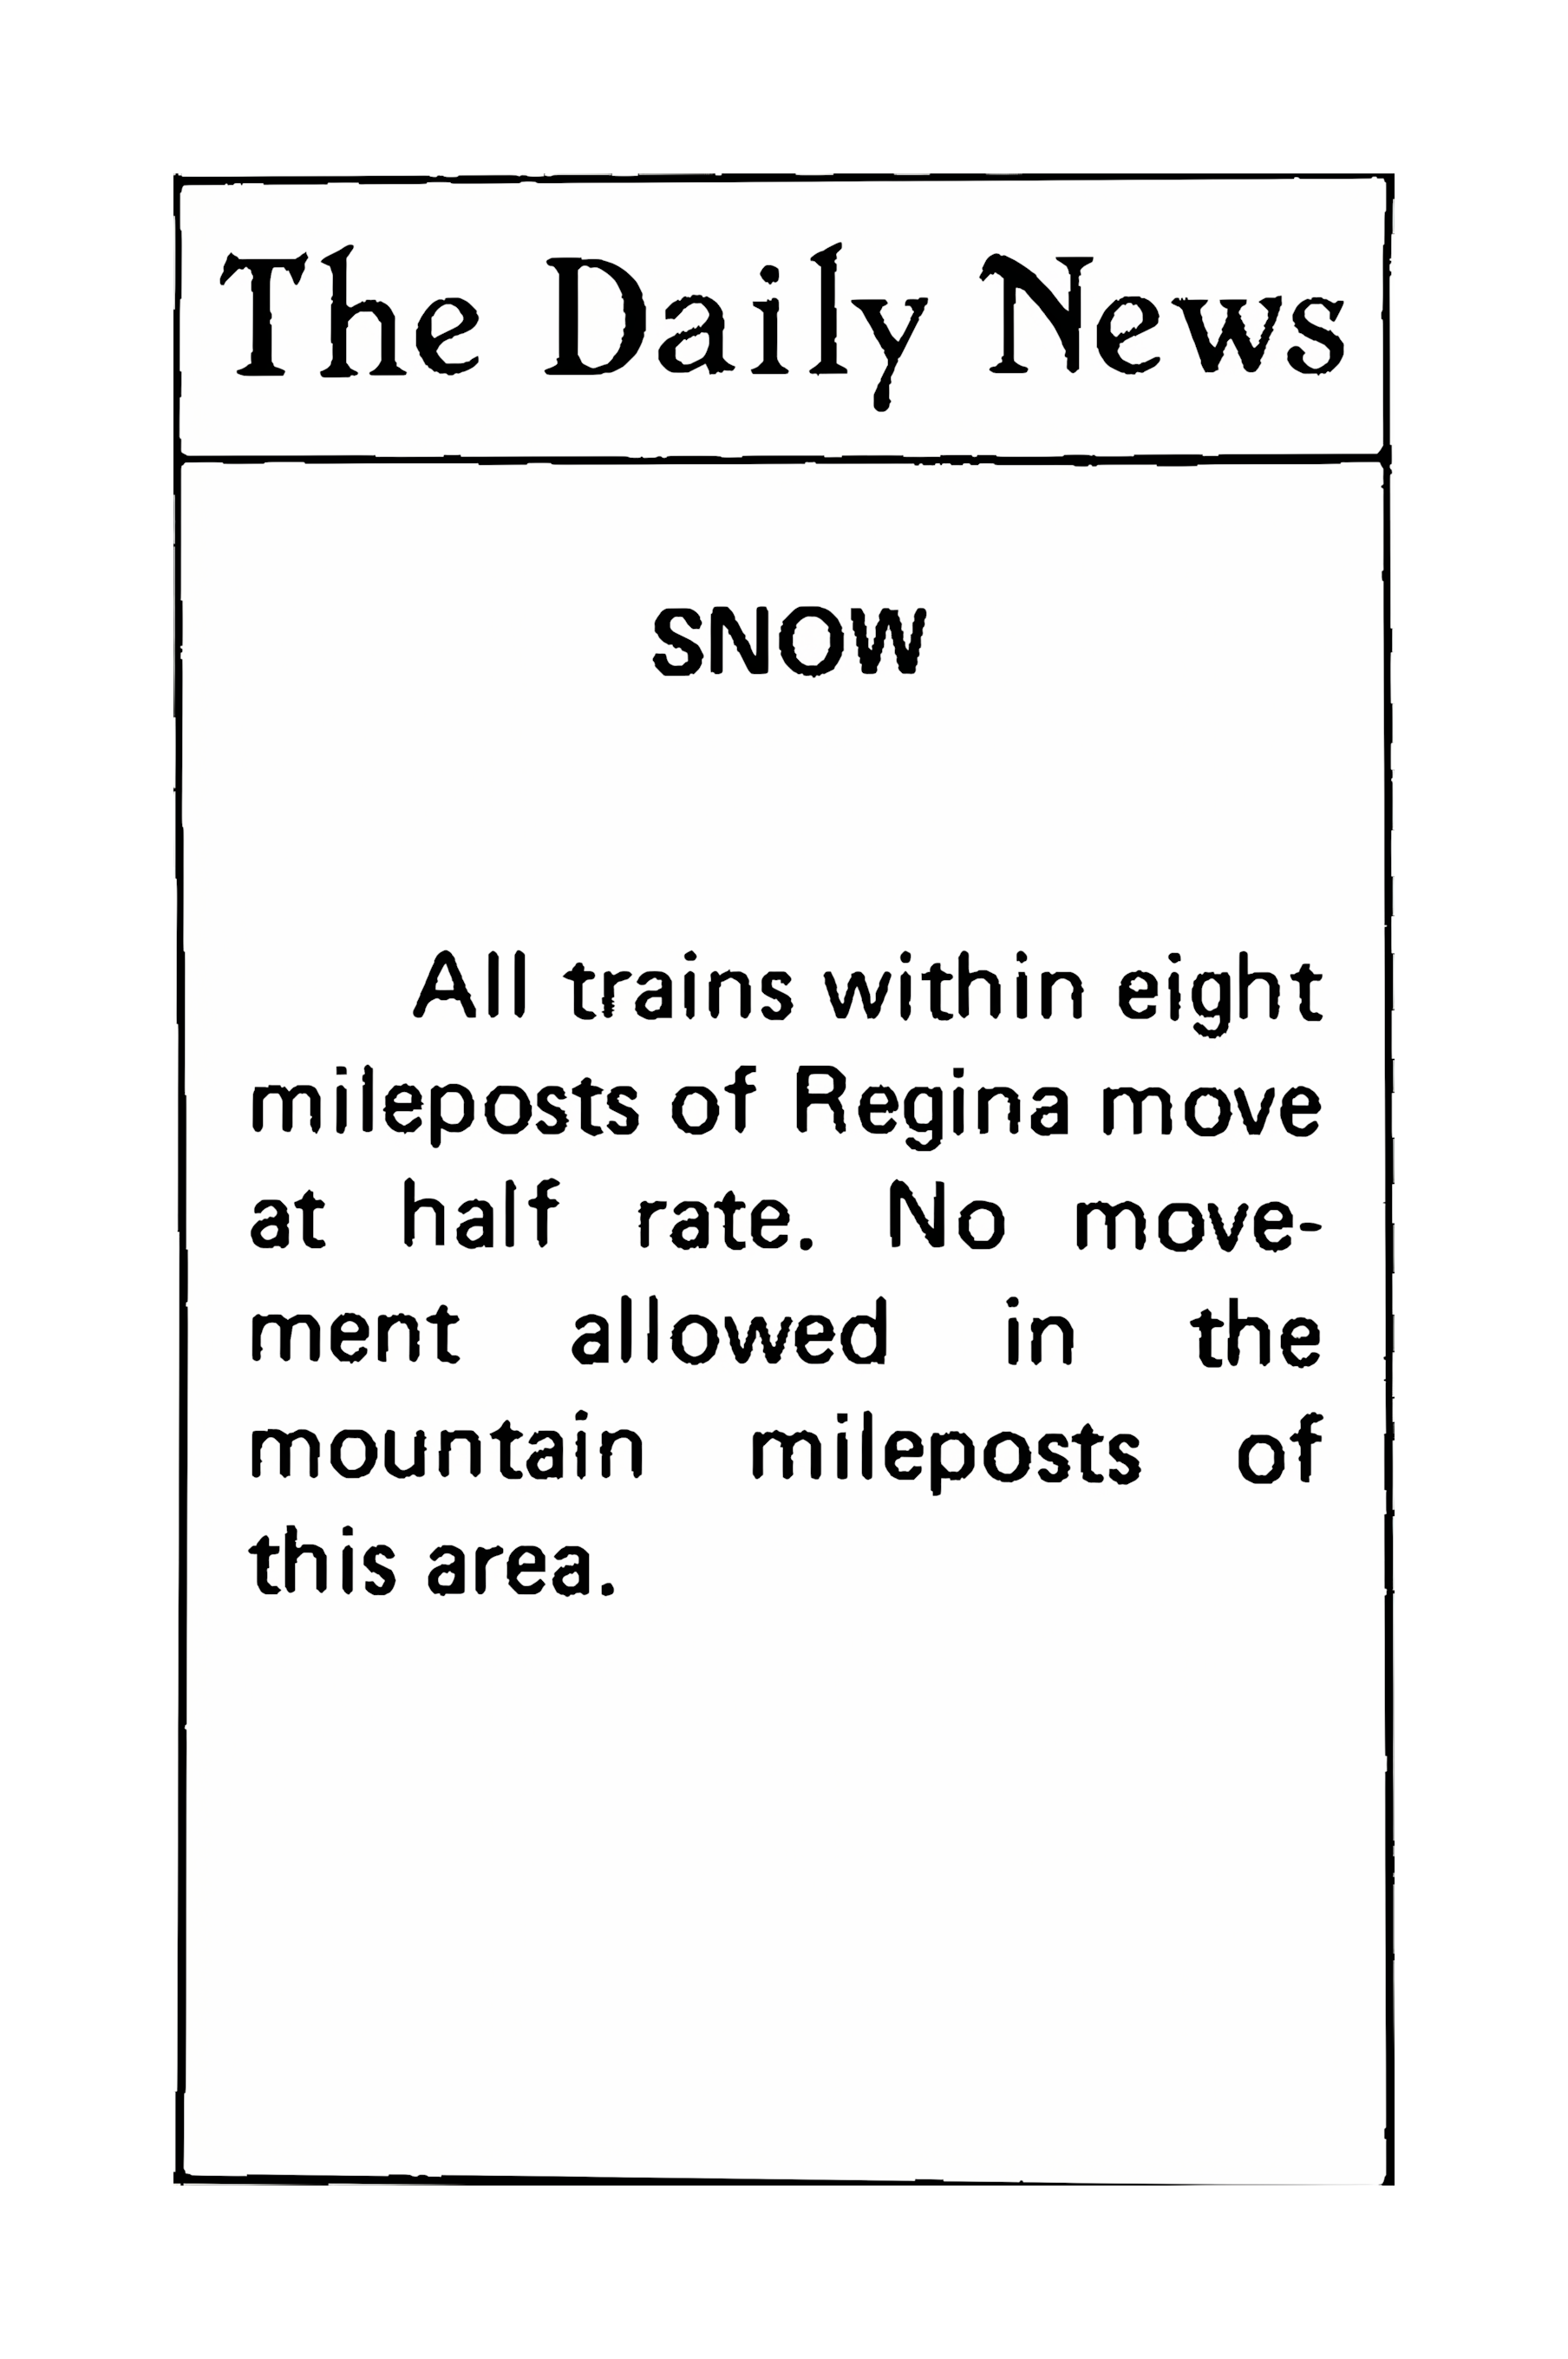 The Daily News
SNOW
All trains within eight
mileposts of Regina move
at half rate. No move-
ment allowed in the
mountain mileposts of
this area.